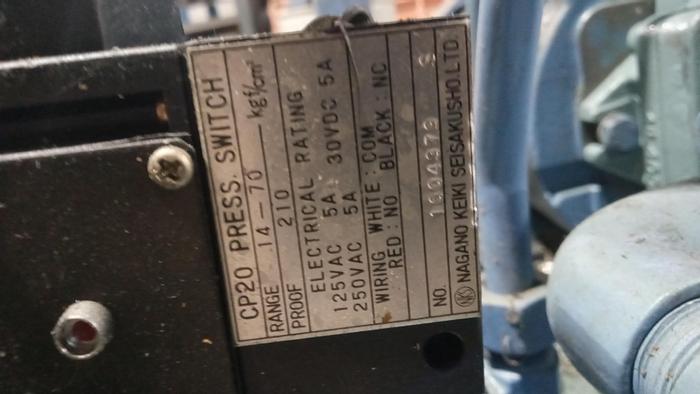 CP20 PRESS. SWITCH
RANGE 14-70 kgf/cm²
PROOF 210
ELECTRICAL RATING
125VAC 5A 30VDC 5A
250VAC 5A
WIRING WHITE:COM
RED:NO BLACK:NC
NO. S
NK NAGANO KEIKI SEISAKUSHO.LTD.